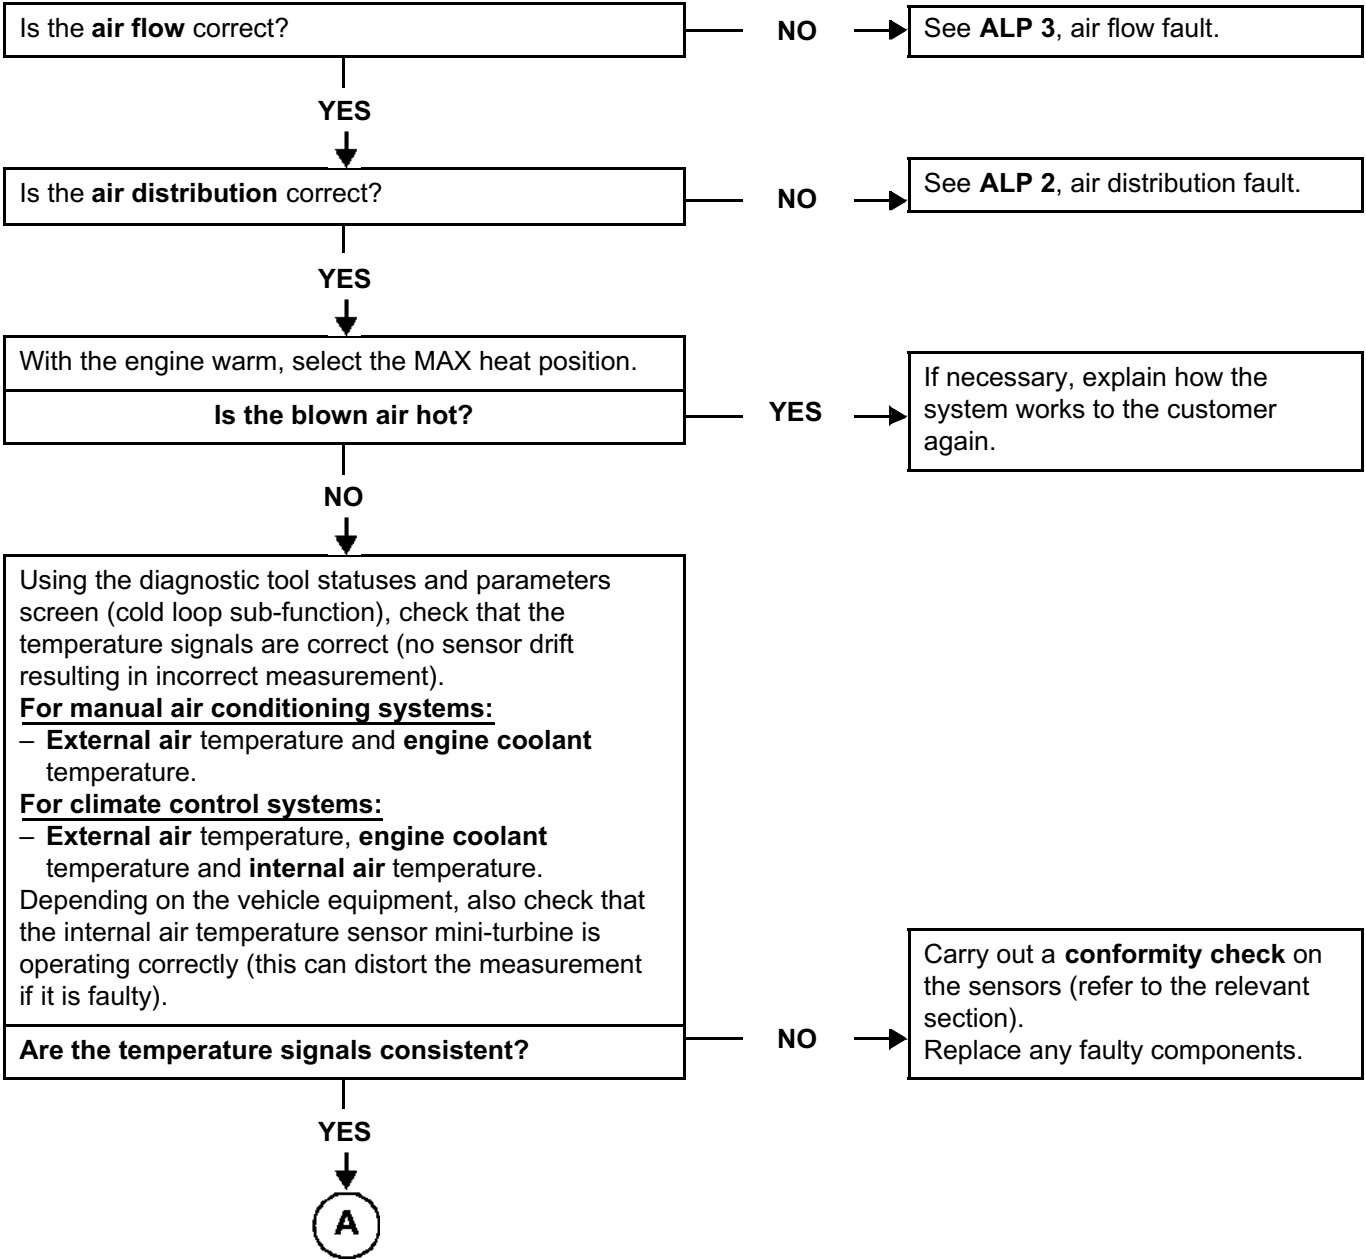 Is the air flow correct?
NO
See ALP 3, air flow fault.
YES
Is the air distribution correct?
NO
See ALP 2, air distribution fault.
YES
With the engine warm, select the MAX heat position.
Is the blown air hot?
YES
If necessary, explain how the
system works to the customer
again.
NO
Using the diagnostic tool statuses and parameters
screen (cold loop sub-function), check that the
temperature signals are correct (no sensor drift
resulting in incorrect measurement).
For manual air conditioning systems:
– External air temperature and engine coolant
temperature.
For climate control systems:
– External air temperature, engine coolant
temperature and internal air temperature.
Depending on the vehicle equipment, also check that
the internal air temperature sensor mini-turbine is
operating correctly (this can distort the measurement
if it is faulty).
Are the temperature signals consistent?
NO
Carry out a conformity check on
the sensors (refer to the relevant
section).
Replace any faulty components.
YES
A